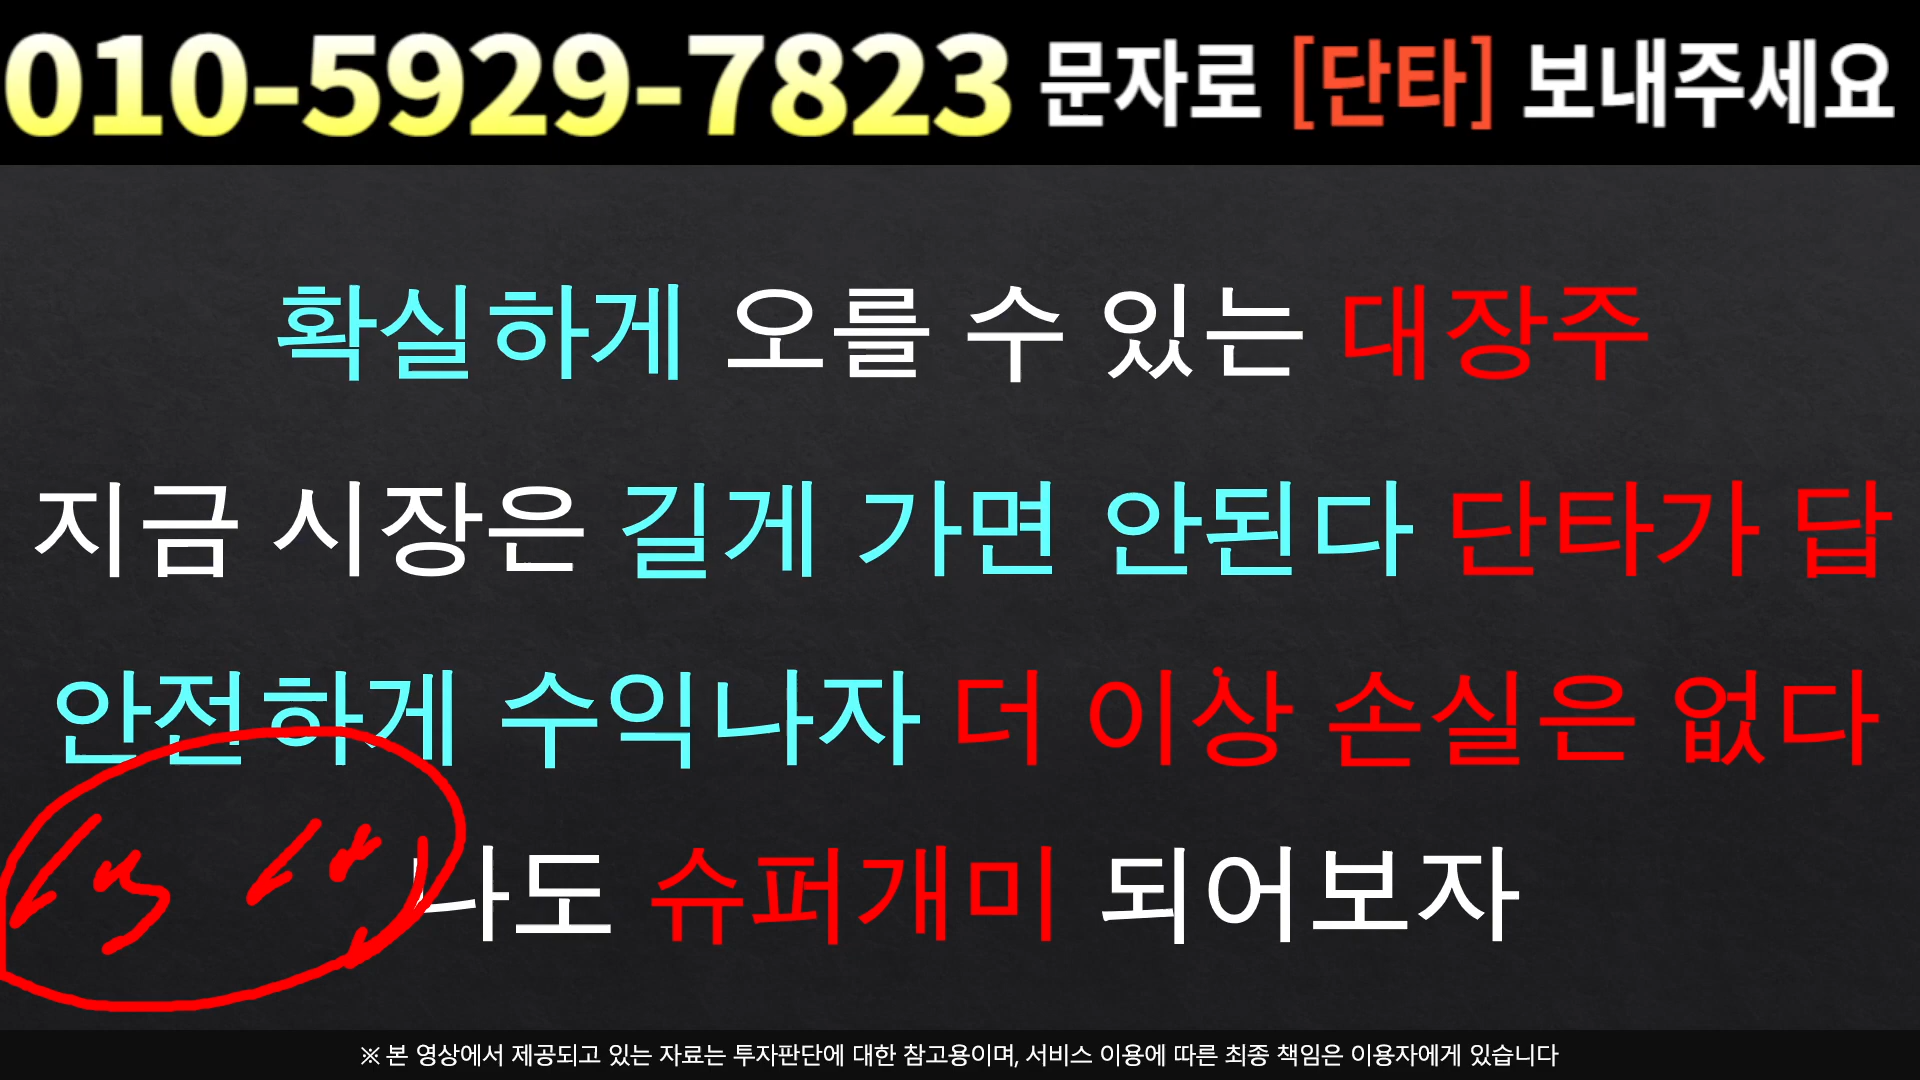 010-5929-7823 문자로 [단타] 보내주세요
확실하게 오를 수 있는 대장주
지금 시장은 길게 가면 안된다 단타가 답
안전하게 수익나자 더 이상 손실은 없다
나도 슈퍼개미 되어보자
※ 본 영상에서 제공되고 있는 자료는 투자판단에 대한 참고용이며, 서비스 이용에 따른 최종 책임은 이용자에게 있습니다